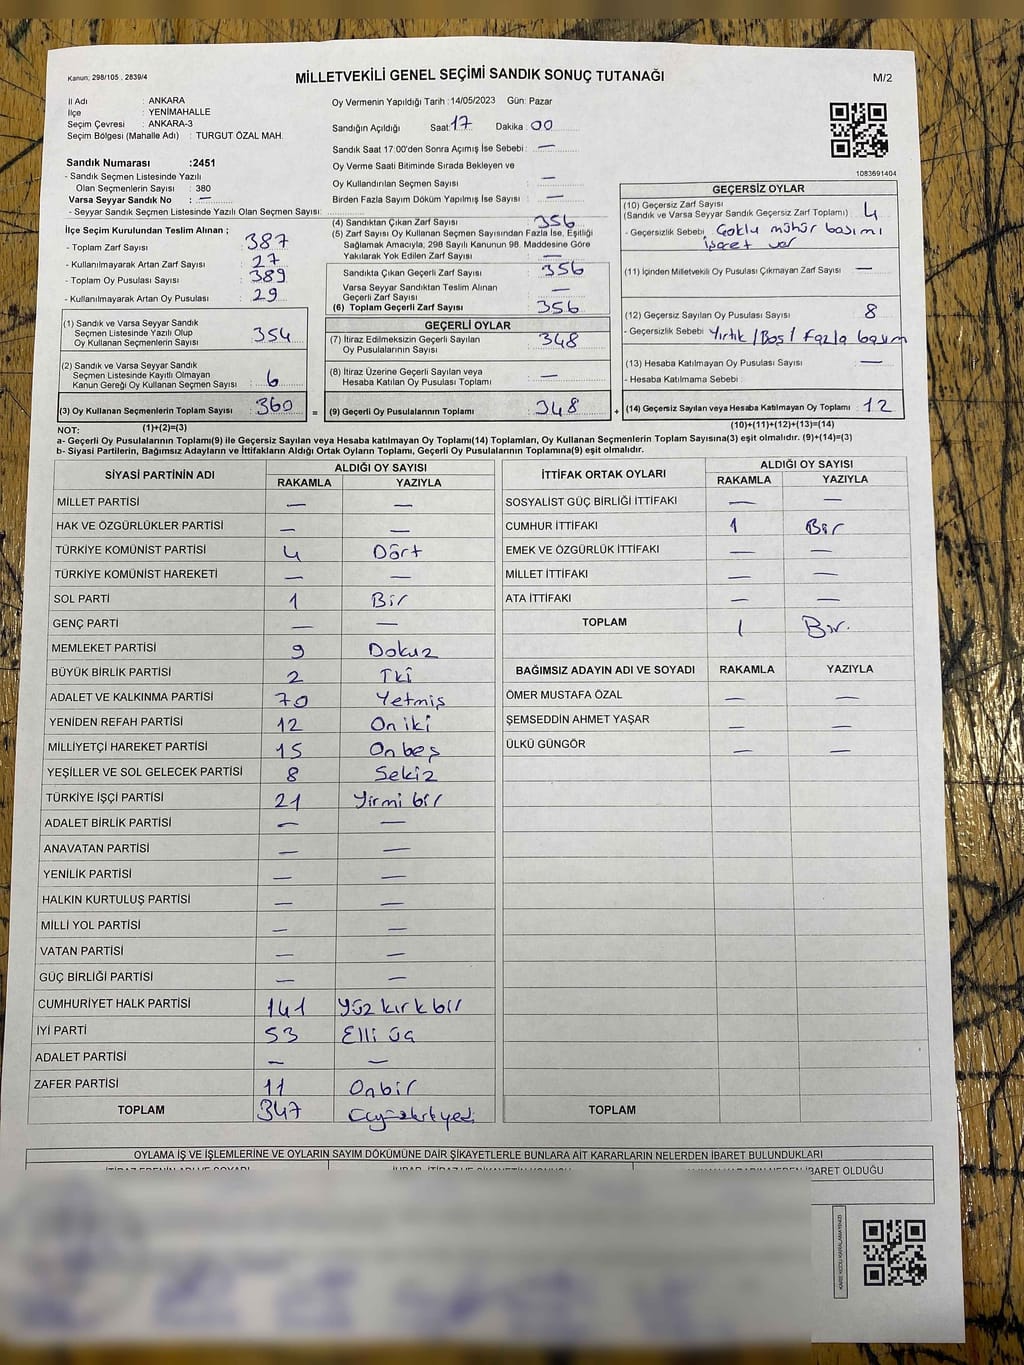 Kanun; 298/105 , 2839/4
MİLLETVEKİLİ GENEL SEÇİMİ SANDIK SONUÇ TUTANAĞI
M/2
İl Adı : ANKARA
İlçe : YENİMAHALLE
Seçim Çevresi : ANKARA-3
Seçim Bölgesi (Mahalle Adı) : TURGUT ÖZAL MAH.
Sandık Numarası :2451
- Sandık Seçmen Listesinde Yazılı
Olan Seçmenlerin Sayısı : 380
Varsa Seyyar Sandık No : —
- Seyyar Sandık Seçmen Listesinde Yazılı Olan Seçmen Sayısı:
İlçe Seçim Kurulundan Teslim Alınan ;
- Toplam Zarf Sayısı : 387
- Kullanılmayarak Artan Zarf Sayısı : 27
- Toplam Oy Pusulası Sayısı : 389
- Kullanılmayarak Artan Oy Pusulası : 29
(1) Sandık ve Varsa Seyyar Sandık
Seçmen Listesinde Yazılı Olup
Oy Kullanan Seçmen Sayısı : 354
(2) Sandık ve Varsa Seyyar Sandık
Seçmen Listesinde Kayıtlı Olmayan
Kanun Gereği Oy Kullanan Seçmen Sayısı : 6
(3) Oy Kullanan Seçmenlerin Toplam Sayısı : 360 =
(1)+(2)=(3)
Oy Vermenin Yapıldığı Tarih :14/05/2023 Gün: Pazar
Sandığın Açıldığı Saat:17 Dakika : 00
Sandık Saat 17:00'den Sonra Açımış İse Sebebi : —
Oy Verme Saati Bitiminde Sırada Bekleyen ve
Oy Kullandırılan Seçmen Sayısı : —
Birden Fazla Sayım Döküm Yapılmış İse Sayısı : —
(4) Sandıktan Çıkan Zarf Sayısı : 356
(5) Zarf Sayısı Oy Kullanan Seçmen Sayısından Fazla İse, Eşitliği
Sağlamak Amacıyla, 298 Sayılı Kanunun 98. Maddesine Göre
Yakılarak Yok Edilen Zarf Sayısı : —
Sandıkta Çıkan Geçerli Zarf Sayısı : 356
Varsa Seyyar Sandıktan Teslim Alınan
Geçerli Zarf Sayısı : —
(6) Toplam Geçerli Zarf Sayısı : 356
GEÇERLİ OYLAR
(7) İtiraz Edilmeksizin Geçerli Sayılan
Oy Pusulalarının Sayısı : 348
(8) İtiraz Üzerine Geçerli Sayılan veya
Hesaba Katılan Oy Pusulası Toplamı : —
(9) Geçerli Oy Pusulalarının Toplamı : 348 +
1083691404
GEÇERSİZ OYLAR
(10) Geçersiz Zarf Sayısı
(Sandık ve Varsa Seyyar Sandık Geçersiz Zarf Toplamı) : 4
- Geçersizlik Sebebi : Çoklu mühür basımı
işaret var
(11) İçinden Milletvekili Oy Pusulası Çıkmayan Zarf Sayısı : —
(12) Geçersiz Sayılan Oy Pusulası Sayısı : 8
- Geçersizlik Sebebi : Yırtık / Boş / Fazla basım
(13) Hesaba Katılmayan Oy Pusulası Sayısı : —
- Hesaba Katılmama Sebebi :
(14) Geçersiz Sayılan veya Hesaba Katılmayan Oy Toplamı : 12
(10)+(11)+(12)+(13)=(14)
NOT:
a- Geçerli Oy Pusulalarının Toplamı(9) ile Geçersiz Sayılan veya Hesaba katılmayan Oy Toplamı(14) Toplamları, Oy Kullanan Seçmenlerin Toplam Sayısına(3) eşit olmalıdır. (9)+(14)=(3)
b- Siyasi Partilerin, Bağımsız Adayların ve İttifakların Aldığı Ortak Oyların Toplamı, Geçerli Oy Pusulalarının Toplamına(9) eşit olmalıdır.
SİYASİ PARTİNİN ADI ALDIĞI OY SAYISI
RAKAMLA YAZIYLA
MİLLET PARTİSİ — —
HAK VE ÖZGÜRLÜKLER PARTİSİ — —
TÜRKİYE KOMÜNİST PARTİSİ 4 Dört
TÜRKİYE KOMÜNİST HAREKETİ — —
SOL PARTİ 1 Bir
GENÇ PARTİ — —
MEMLEKET PARTİSİ 9 Dokuz
BÜYÜK BİRLİK PARTİSİ 2 İki
ADALET VE KALKINMA PARTİSİ 70 Yetmiş
YENİDEN REFAH PARTİSİ 12 On iki
MİLLİYETÇİ HAREKET PARTİSİ 15 On beş
YEŞİLLER VE SOL GELECEK PARTİSİ 8 Sekiz
TÜRKİYE İŞÇİ PARTİSİ 21 Yirmi bir
ADALET BİRLİK PARTİSİ — —
ANAVATAN PARTİSİ — —
YENİLİK PARTİSİ — —
HALKIN KURTULUŞ PARTİSİ — —
MİLLİ YOL PARTİSİ — —
VATAN PARTİSİ — —
GÜÇ BİRLİĞİ PARTİSİ — —
CUMHURİYET HALK PARTİSİ 141 Yüz kırk bir
İYİ PARTİ 53 Elli üç
ADALET PARTİSİ — —
ZAFER PARTİSİ 11 Onbir
TOPLAM 347 Üçyüzkırkyedi
İTTİFAK ORTAK OYLARI ALDIĞI OY SAYISI
RAKAMLA YAZIYLA
SOSYALİST GÜÇ BİRLİĞİ İTTİFAKI — —
CUMHUR İTTİFAKI 1 Bir
EMEK VE ÖZGÜRLÜK İTTİFAKI — —
MİLLET İTTİFAKI — —
ATA İTTİFAKI — —
TOPLAM 1 Bir.
BAĞIMSIZ ADAYIN ADI VE SOYADI RAKAMLA YAZIYLA
ÖMER MUSTAFA ÖZAL — —
ŞEMSEDDİN AHMET YAŞAR — —
ÜLKÜ GÜNGÖR — —
TOPLAM
OYLAMA İŞ VE İŞLEMLERİNE VE OYLARIN SAYIM DÖKÜMÜNE DAİR ŞİKAYETLERLE BUNLARA AİT KARARLARIN NELERDEN İBARET BULUNDUKLARI
İTİRAZ EDENİN ADI VE SOYADI